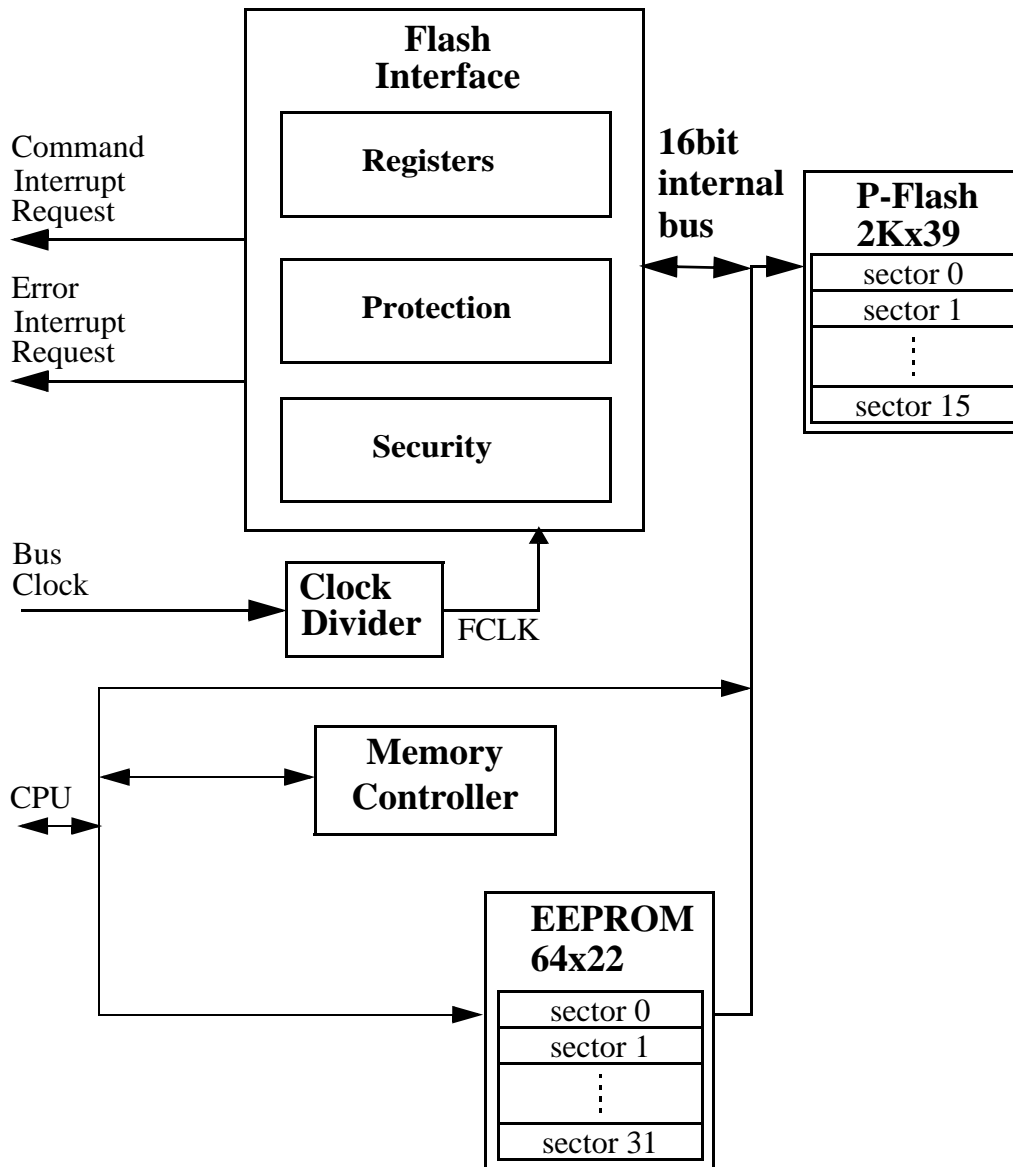 Flash
Interface
Registers
Protection
Security
Command
Interrupt
Request
Error
Interrupt
Request
16bit
internal
bus
P-Flash
2Kx39
sector 0
sector 1
sector 15
Bus
Clock
Clock
Divider
FCLK
Memory
Controller
CPU
EEPROM
64x22
sector 0
sector 1
sector 31